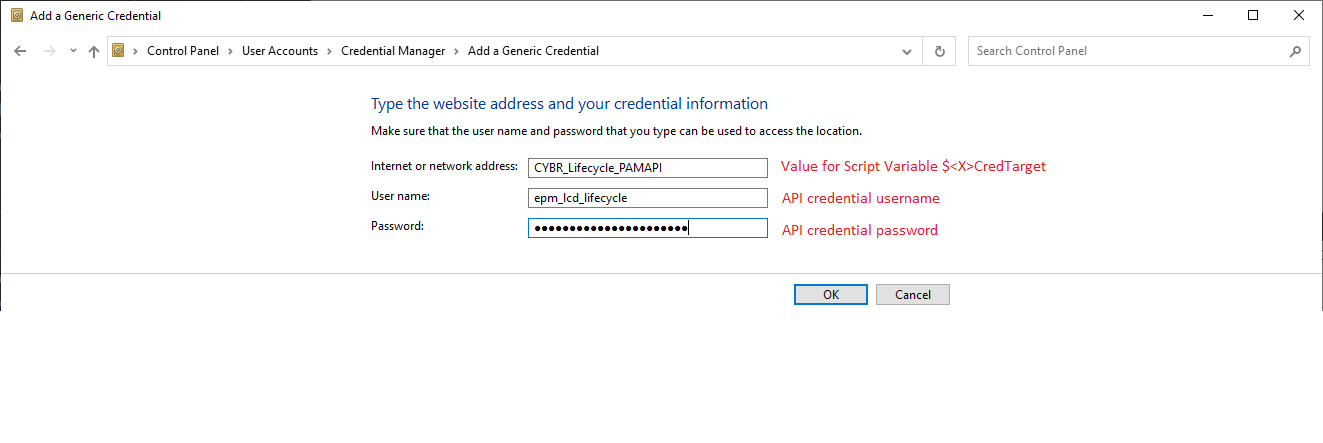 Add a Generic Credential
Control Panel > User Accounts > Credential Manager > Add a Generic Credential
Search Control Panel
Type the website address and your credential information
Make sure that the user name and password that you type can be used to access the location.
Internet or network address: CYBR_Lifecycle_PAMAPI Value for Script Variable $<X>CredTarget
User name: epm_lcd_lifecycle API credential username
Password: ●●●●●●●●●●●●●●●●●●●●●● API credential password
OK Cancel